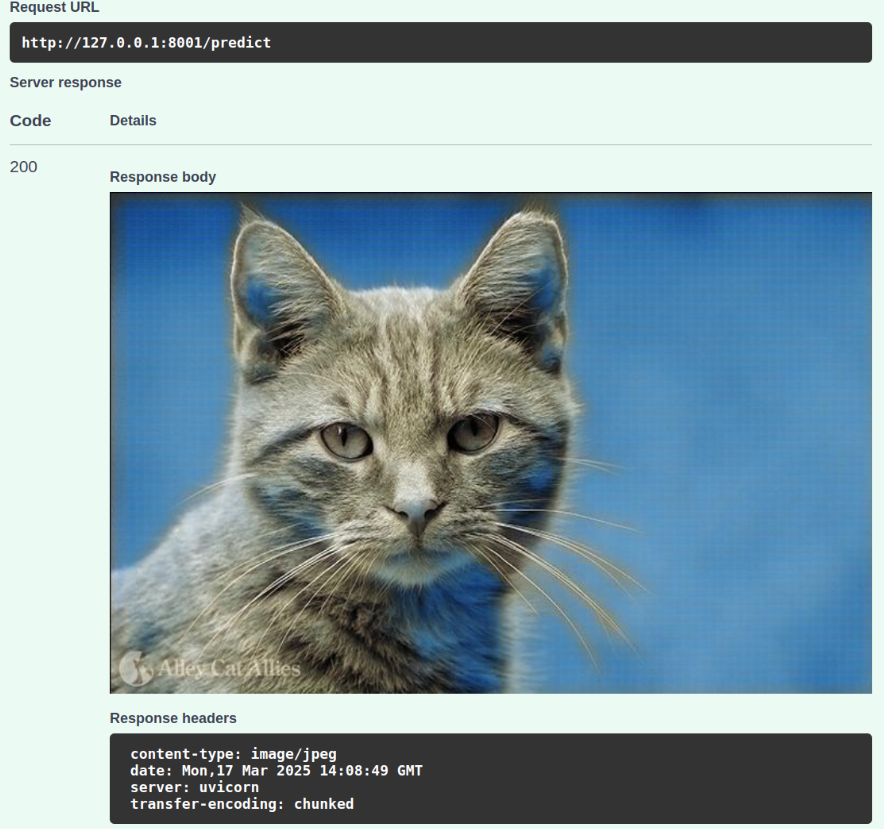 Request URL
http://127.0.0.1:8001/predict
Server response
Code Details
200
Response body
Alley Cat Allies
Response headers
content-type: image/jpeg
date: Mon,17 Mar 2025 14:08:49 GMT
server: uvicorn
transfer-encoding: chunked